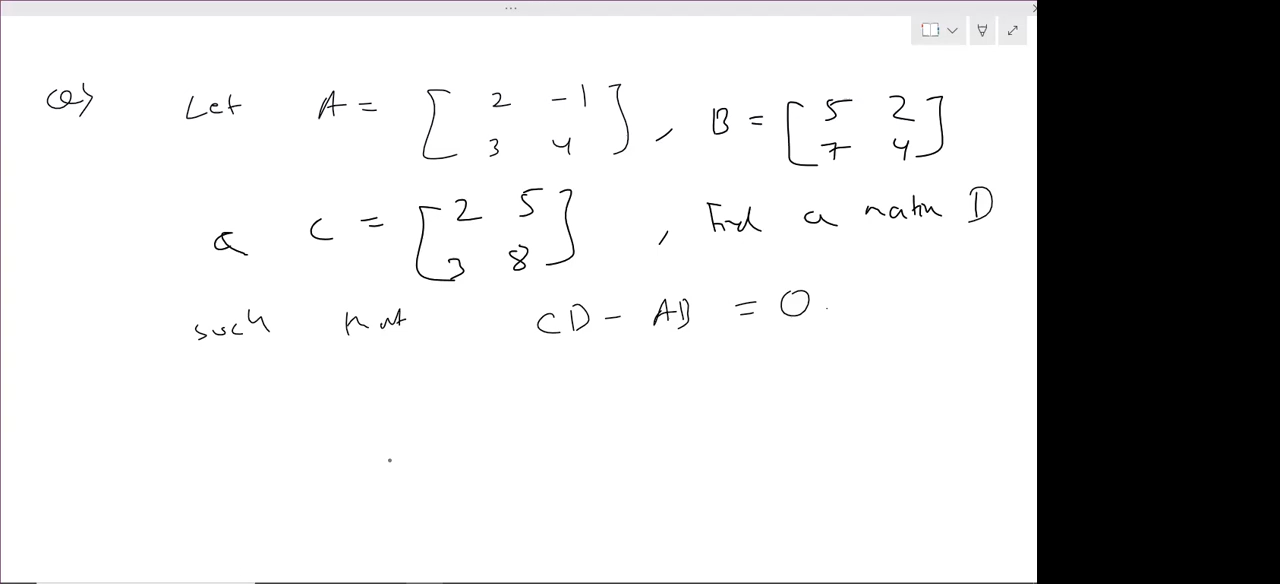 Q) Let A = [ 2 -1 ] , B = [ 5 2 ]
3 4 7 4
& C = [ 2 5 ] , Find a matrix D
3 8
such that CD - AB = 0.